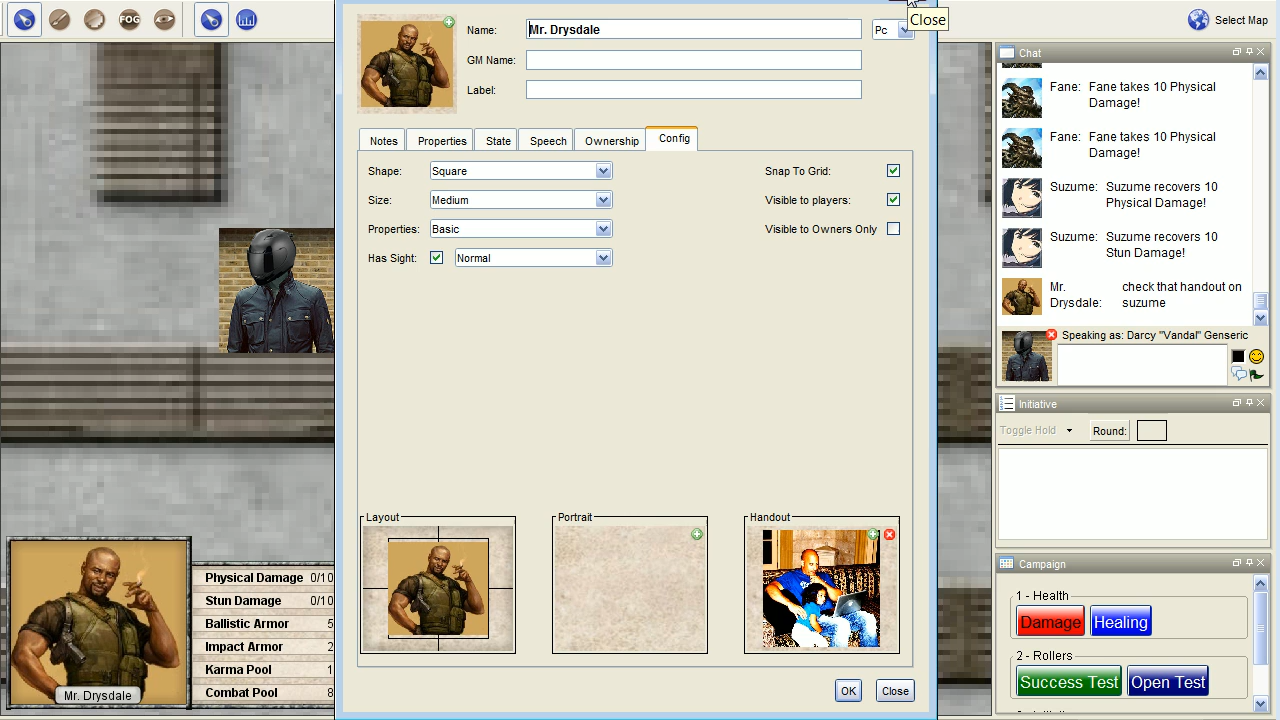 FOG
Close
Select Map
Name: Mr. Drysdale Pc
GM Name:
Label:
Notes Properties State Speech Ownership Config
Shape: Square
Size: Medium
Properties: Basic
Has Sight: Normal
Snap To Grid:
Visible to players:
Visible to Owners Only
Layout
Portrait
Handout
OK Close
Mr. Drysdale
Physical Damage 0/10
Stun Damage 0/10
Ballistic Armor 5
Impact Armor 2
Karma Pool 1
Combat Pool 8
Chat
Fane: Fane takes 10 Physical
Damage!
Fane: Fane takes 10 Physical
Damage!
Suzume: Suzume recovers 10
Physical Damage!
Suzume: Suzume recovers 10
Stun Damage!
Mr. Drysdale: check that handout on
suzume
Speaking as: Darcy "Vandal" Genseric
Initiative
Toggle Hold Round:
Campaign
1 - Health
Damage Healing
2 - Rollers
Success Test Open Test